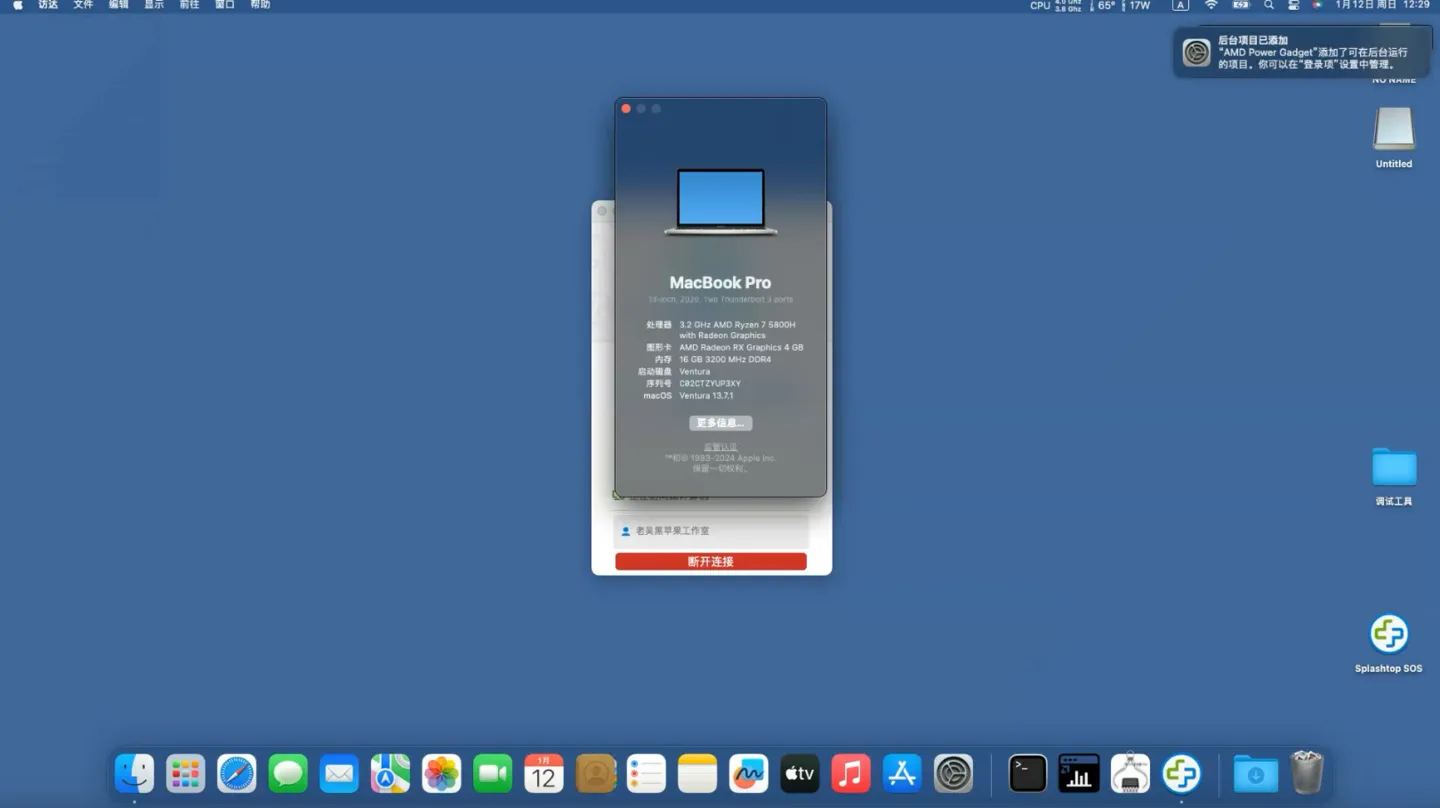 访达 文件 编辑 显示 前往 窗口 帮助
CPU 4.0 GHz 3.8 Ghz 65° 17W A 1月12日 周日 12:29
后台项目已添加
“AMD Power Gadget”添加了可在后台运行
的项目。你可以在“登录项”设置中管理。
NO NAME
Untitled
MacBook Pro
13-inch, 2020, Two Thunderbolt 3 ports
处理器 3.2 GHz AMD Ryzen 7 5800H
with Radeon Graphics
图形卡 AMD Radeon RX Graphics 4 GB
内存 16 GB 3200 MHz DDR4
启动磁盘 Ventura
序列号 C02CTZYUP3XY
macOS Ventura 13.7.1
更多信息...
监管认证
™和© 1983-2024 Apple Inc.
保留一切权利。
调试工具
老吴黑苹果工作室
断开连接
Splashtop SOS
1月
12
tv